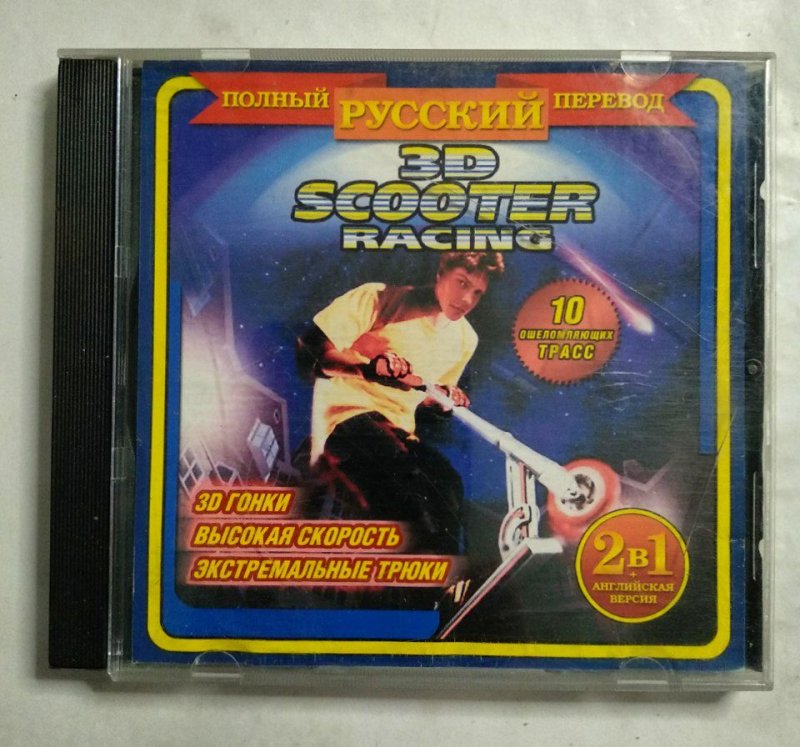 ПОЛНЫЙ РУССКИЙ ПЕРЕВОД
3D
SCOOTER
RACING
10
ОШЕЛОМЛЯЮЩИХ
ТРАСС
3D ГОНКИ
ВЫСОКАЯ СКОРОСТЬ
ЭКСТРЕМАЛЬНЫЕ ТРЮКИ
2в1
+
АНГЛИЙСКАЯ
ВЕРСИЯ